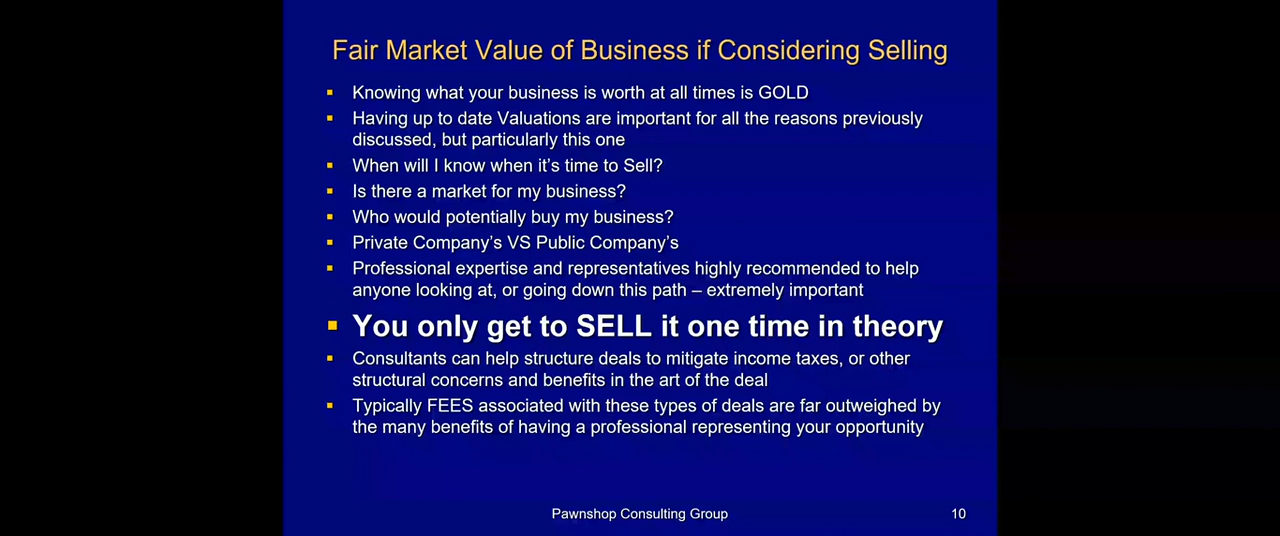 Fair Market Value of Business if Considering Selling
▪ Knowing what your business is worth at all times is GOLD
▪ Having up to date Valuations are important for all the reasons previously
discussed, but particularly this one
▪ When will I know when it’s time to Sell?
▪ Is there a market for my business?
▪ Who would potentially buy my business?
▪ Private Company’s VS Public Company’s
▪ Professional expertise and representatives highly recommended to help
anyone looking at, or going down this path – extremely important
▪ You only get to SELL it one time in theory
▪ Consultants can help structure deals to mitigate income taxes, or other
structural concerns and benefits in the art of the deal
▪ Typically FEES associated with these types of deals are far outweighed by
the many benefits of having a professional representing your opportunity
Pawnshop Consulting Group
10